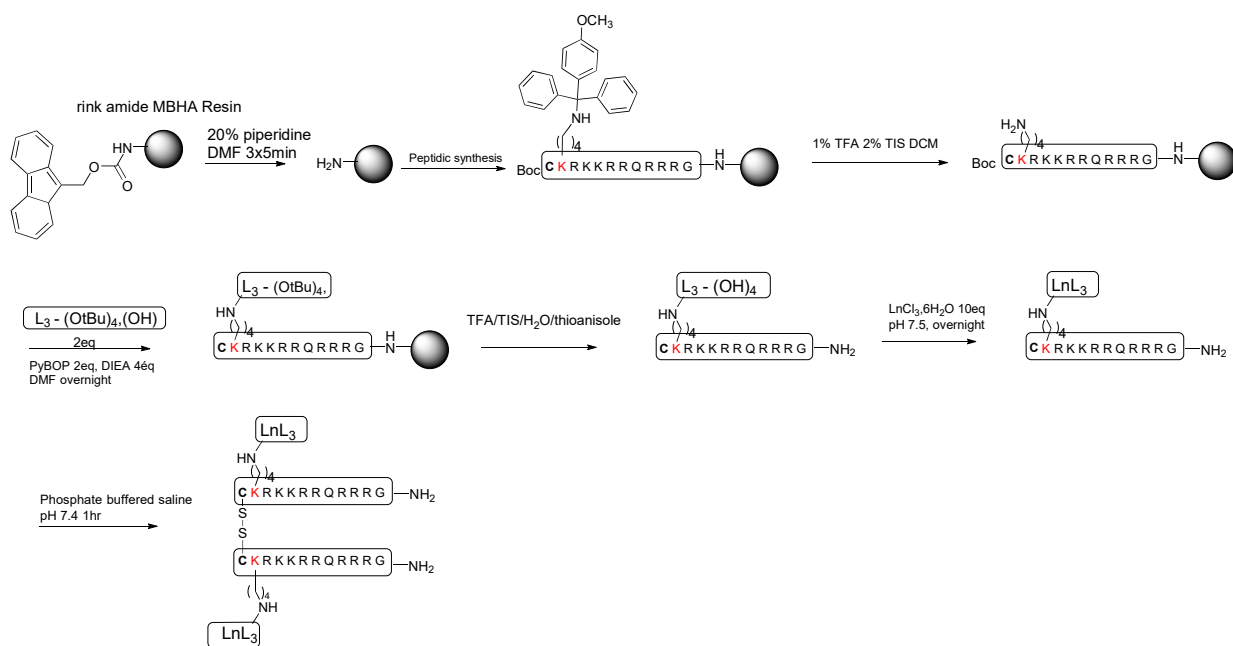 OCH3
rink amide MBHA Resin
O
HN
O
20% piperidine
DMF 3x5min
H2N
Peptidic synthesis
NH
( )4
Boc C K R K K R R Q R R R G
H
N
1% TFA 2% TIS DCM
H2N
( )4
Boc C K R K K R R Q R R R G
H
N
L3 - (OtBu)4,(OH)
2eq
PyBOP 2eq, DIEA 4éq
DMF overnight
L3 - (OtBu)4,
HN
( )4
C K R K K R R Q R R R G
H
N
TFA/TIS/H2O/thioanisole
L3 - (OH)4
HN
( )4
C K R K K R R Q R R R G NH2
LnCl3,6H2O 10eq
pH 7.5, overnight
LnL3
HN
( )4
C K R K K R R Q R R R G NH2
Phosphate buffered saline
pH 7.4 1hr
LnL3
HN
( )4
C K R K K R R Q R R R G NH2
S
S
C K R K K R R Q R R R G NH2
( )4
NH
LnL3